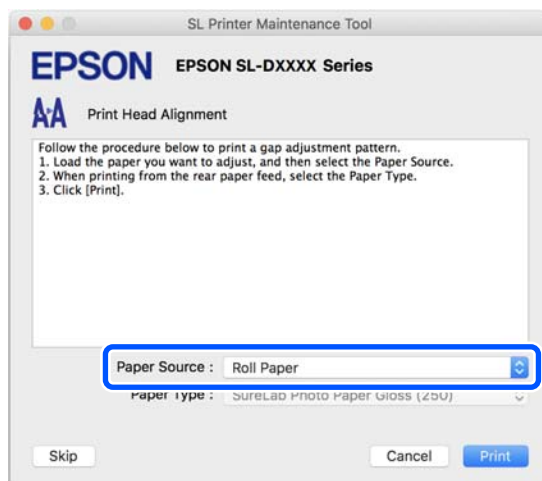 SL Printer Maintenance Tool
EPSON EPSON SL-DXXXX Series
Print Head Alignment
Follow the procedure below to print a gap adjustment pattern.
1. Load the paper you want to adjust, and then select the Paper Source.
2. When printing from the rear paper feed, select the Paper Type.
3. Click [Print].
Paper Source : Roll Paper
Paper Type : SureLab Photo Paper Gloss (250)
Skip Cancel Print